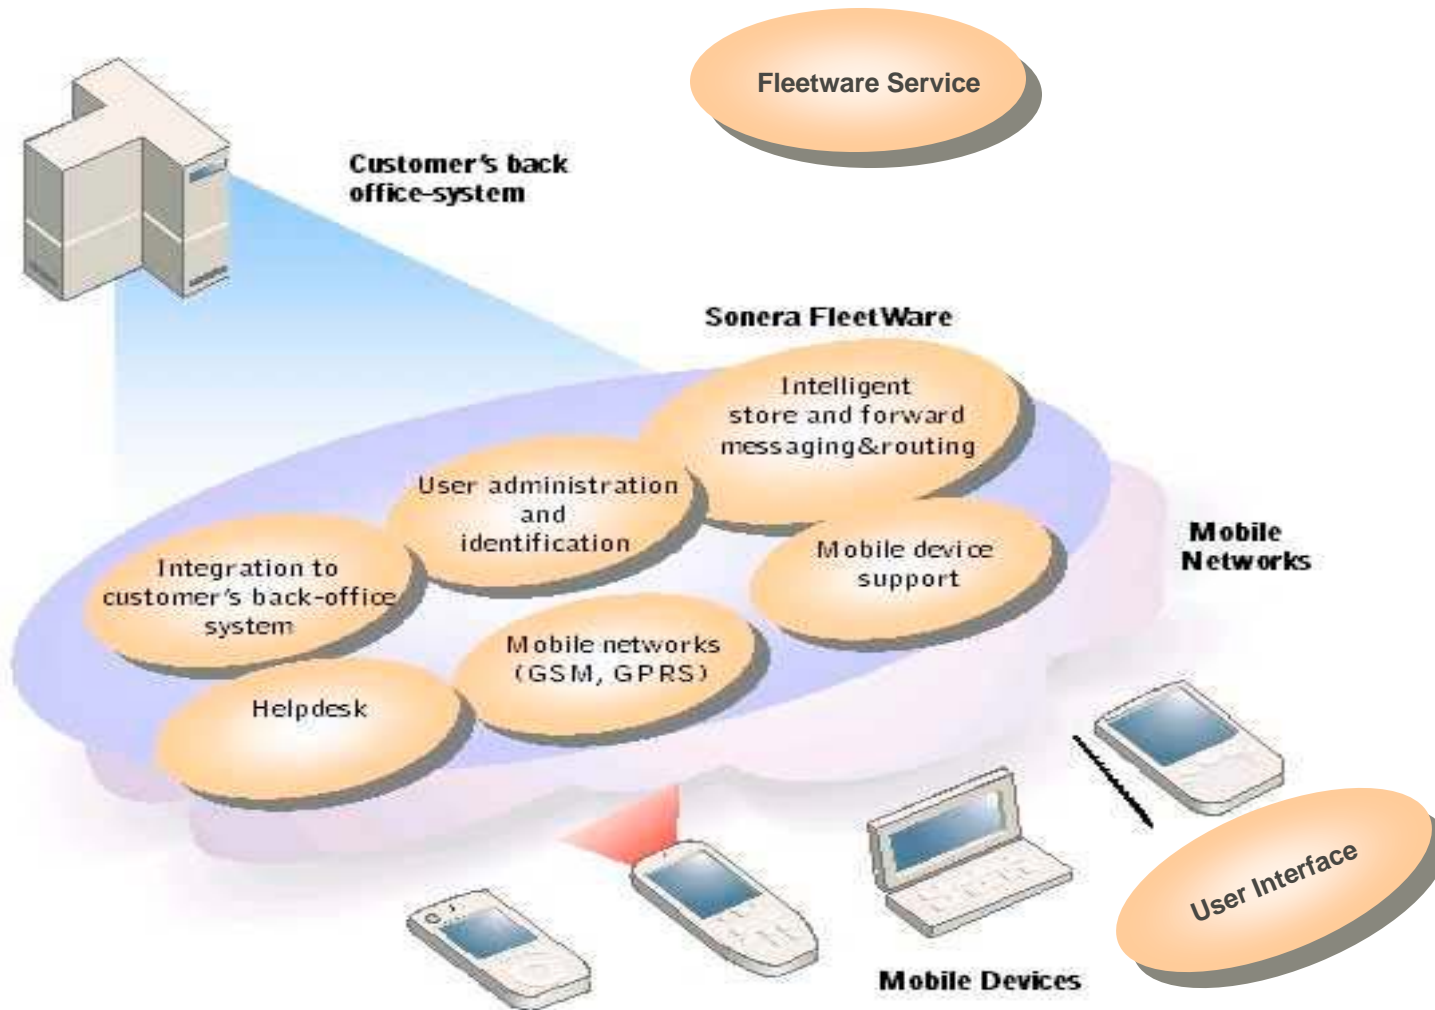 Fleetware Service
Customer's back
office-system
Sonera FleetWare
Intelligent
store and forward
messaging&routing
User administration
and
identification
Mobile device
support
Mobile
Networks
Integration to
customer's back-office
system
Mobile networks
(GSM, GPRS)
Helpdesk
User Interface
Mobile Devices